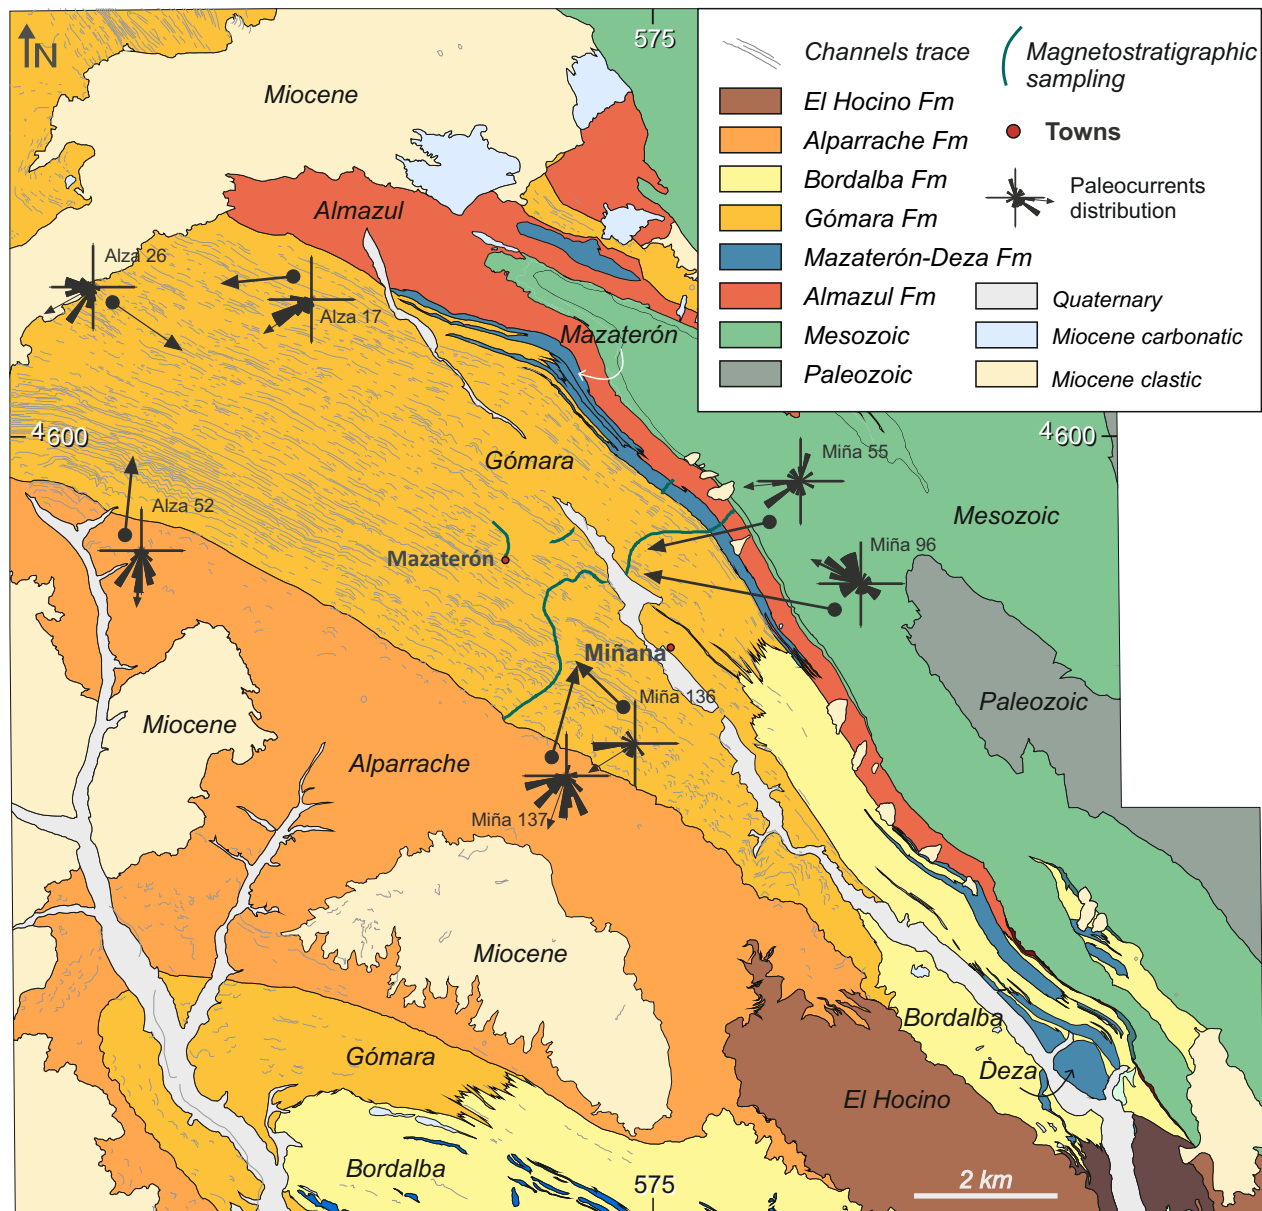 N
575
Miocene
Channels trace
Magnetostratigraphic
sampling
El Hocino Fm
Alparrache Fm
Towns
Bordalba Fm
Paleocurrents
distribution
Gómara Fm
Mazaterón-Deza Fm
Almazul Fm
Quaternary
Mesozoic
Miocene carbonatic
Paleozoic
Miocene clastic
Almazul
Alza 26
Alza 17
Mazaterón
4600
4600
Gómara
Miña 55
Alza 52
Mesozoic
Mazaterón
Miña 96
Miñana
Miña 136
Paleozoic
Miocene
Alparrache
Miña 137
Miocene
Bordalba
Gómara
Deza
El Hocino
Bordalba
575
2 km